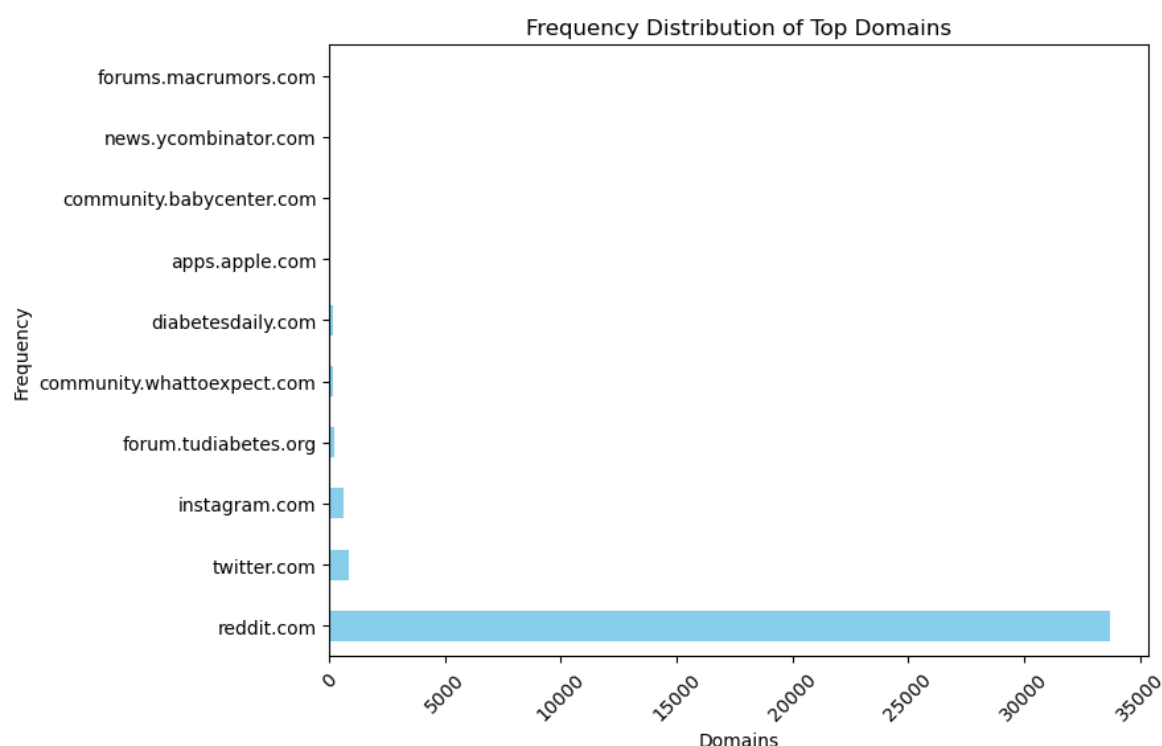 Frequency Distribution of Top Domains
forums.macrumors.com
news.ycombinator.com
community.babycenter.com
apps.apple.com
diabetesdaily.com
community.whattoexpect.com
forum.tudiabetes.org
instagram.com
twitter.com
reddit.com
Frequency
0
5000
10000
15000
20000
25000
30000
35000
Domains